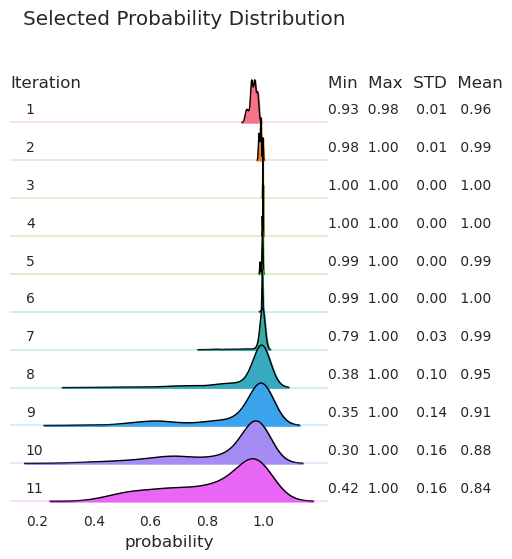 Selected Probability Distribution
Iteration Min Max STD Mean
1 0.93 0.98 0.01 0.96
2 0.98 1.00 0.01 0.99
3 1.00 1.00 0.00 1.00
4 1.00 1.00 0.00 1.00
5 0.99 1.00 0.00 0.99
6 0.99 1.00 0.00 1.00
7 0.79 1.00 0.03 0.99
8 0.38 1.00 0.10 0.95
9 0.35 1.00 0.14 0.91
10 0.30 1.00 0.16 0.88
11 0.42 1.00 0.16 0.84
0.2 0.4 0.6 0.8 1.0
probability